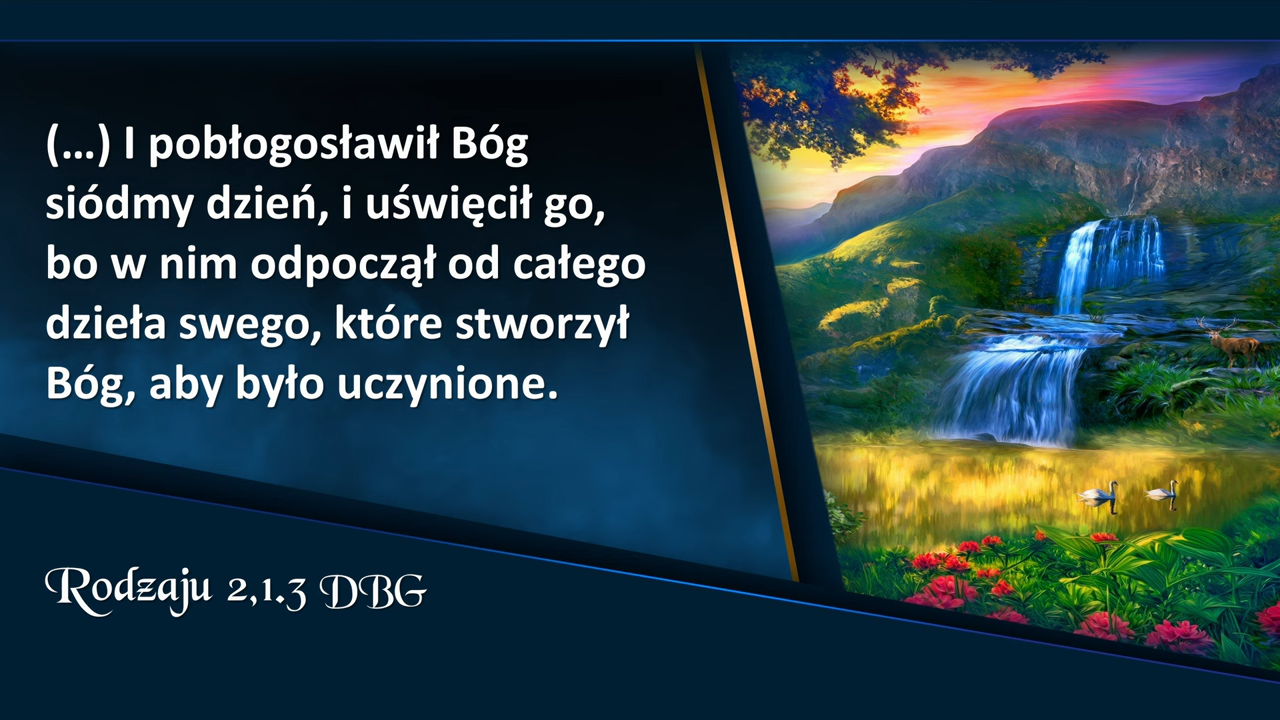 (...) I pobłogosławił Bóg
siódmy dzień, i uświęcił go,
bo w nim odpoczął od całego
dzieła swego, które stworzył
Bóg, aby było uczynione.
Rodzaju 2,1.3 DBG